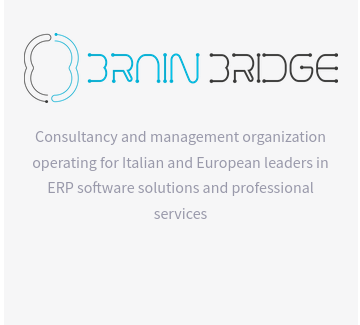 BRAIN BRIDGE
Consultancy and management organization
operating for Italian and European leaders in
ERP software solutions and professional
services